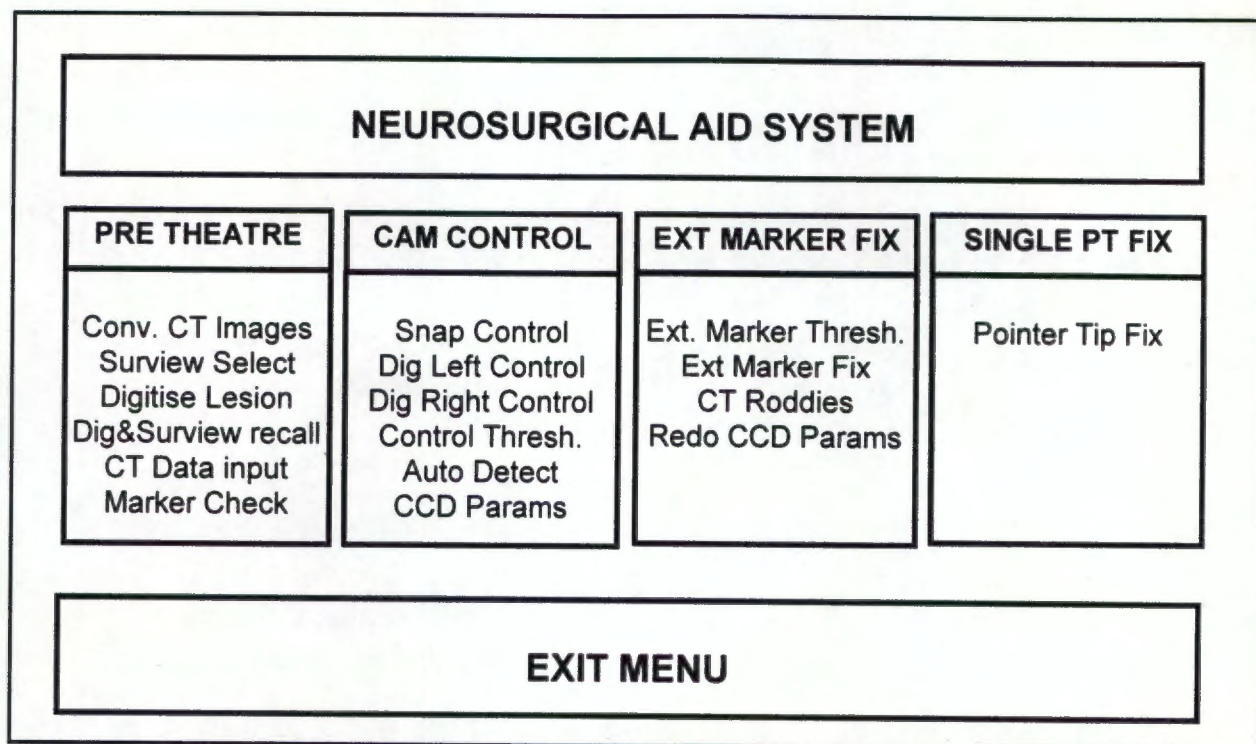 NEUROSURGICAL AID SYSTEM
PRE THEATRE
Conv. CT Images
Surview Select
Digitise Lesion
Dig&Surview recall
CT Data input
Marker Check
CAM CONTROL
Snap Control
Dig Left Control
Dig Right Control
Control Thresh.
Auto Detect
CCD Params
EXT MARKER FIX
Ext. Marker Thresh.
Ext Marker Fix
CT Roddies
Redo CCD Params
SINGLE PT FIX
Pointer Tip Fix
EXIT MENU